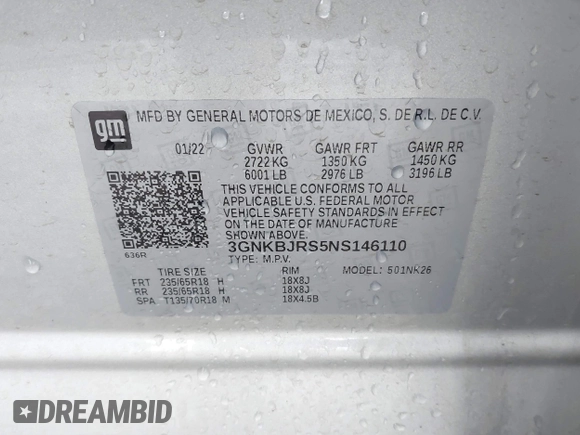 gm
MFD BY GENERAL MOTORS DE MEXICO, S. DE R.L. DE C.V.
01/22 GVWR GAWR FRT GAWR RR
2722 KG 1350 KG 1450 KG
6001 LB 2976 LB 3196 LB
THIS VEHICLE CONFORMS TO ALL
APPLICABLE U.S. FEDERAL MOTOR
VEHICLE SAFETY STANDARDS IN EFFECT
ON THE DATE OF MANUFACTURE
SHOWN ABOVE.
3GNKBJRS5NS146110
636R
TYPE: M.P.V. MODEL: 501NK26
TIRE SIZE RIM
FRT 235/65R18 H 18X8J
RR 235/65R18 H 18X8J
SPA T135/70R18 M 18X4.5B
DREAMBID